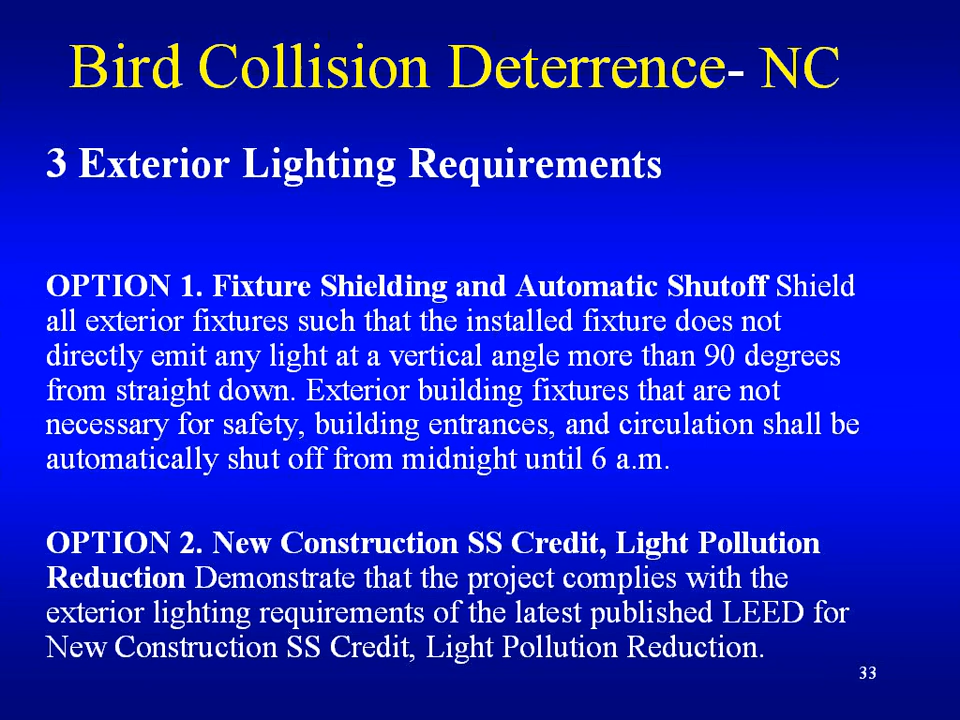 Bird Collision Deterrence- NC
3 Exterior Lighting Requirements
OPTION 1. Fixture Shielding and Automatic Shutoff Shield
all exterior fixtures such that the installed fixture does not
directly emit any light at a vertical angle more than 90 degrees
from straight down. Exterior building fixtures that are not
necessary for safety, building entrances, and circulation shall be
automatically shut off from midnight until 6 a.m.
OPTION 2. New Construction SS Credit, Light Pollution
Reduction Demonstrate that the project complies with the
exterior lighting requirements of the latest published LEED for
New Construction SS Credit, Light Pollution Reduction.
33